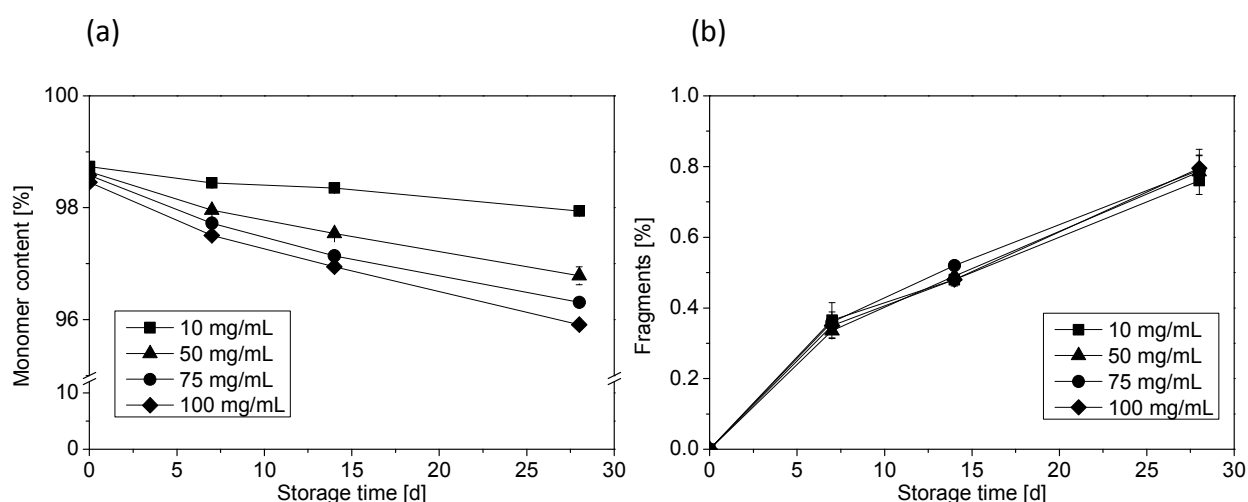 (a)
(b)
Monomer content [%]
100
98
96
10
0
0 5 10 15 20 25 30
Storage time [d]
10 mg/mL
50 mg/mL
75 mg/mL
100 mg/mL
Fragments [%]
1.0
0.8
0.6
0.4
0.2
0.0
0 5 10 15 20 25 30
Storage time [d]
10 mg/mL
50 mg/mL
75 mg/mL
100 mg/mL